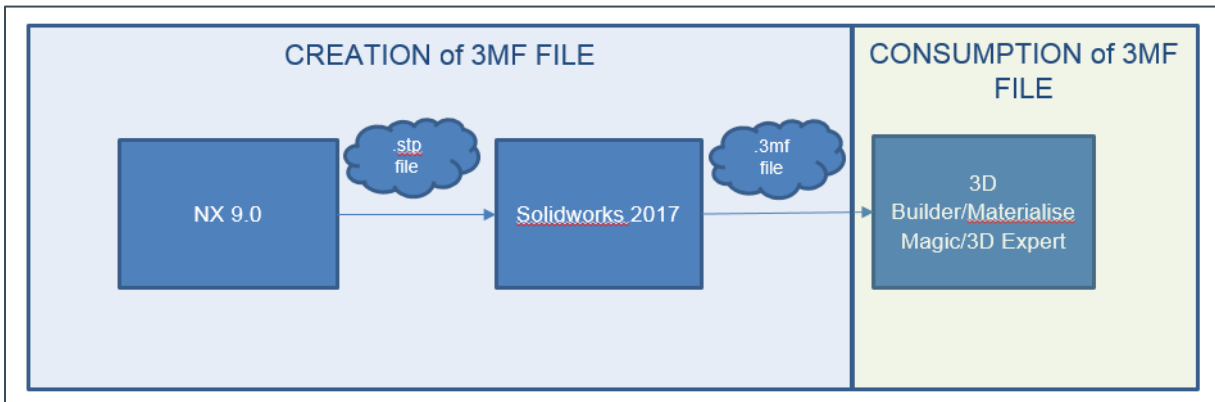 CREATION of 3MF FILE
CONSUMPTION of 3MF
FILE
.stp
file
.3mf
file
NX 9.0
Solidworks 2017
3D
Builder/Materialise
Magic/3D Expert